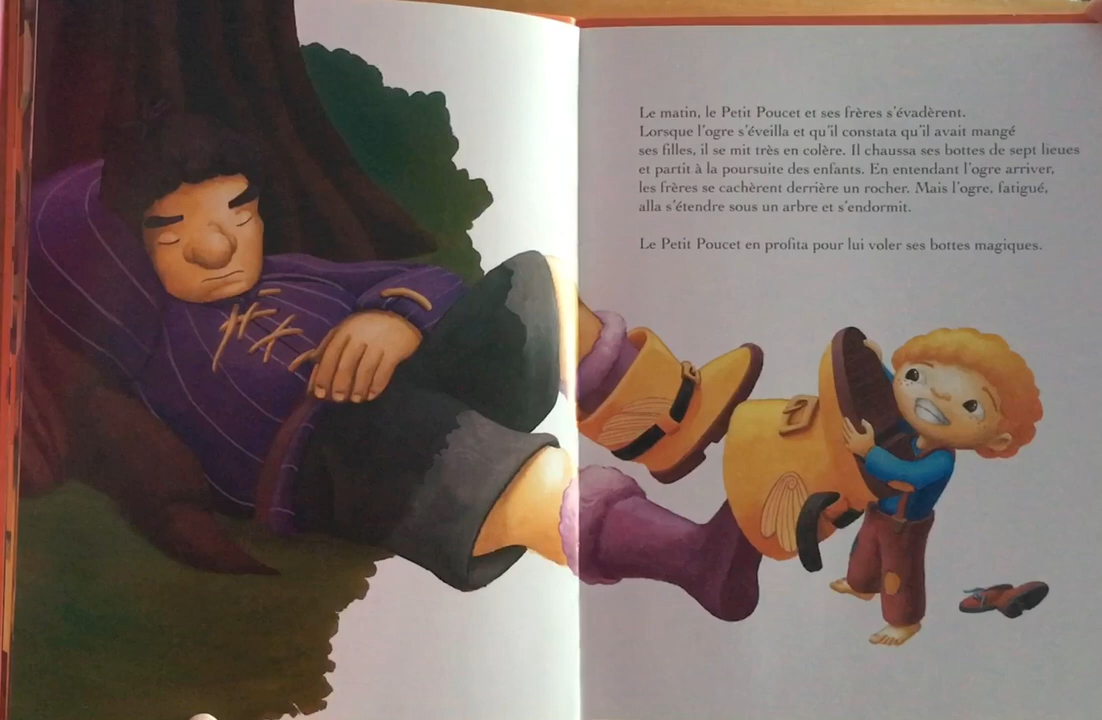 Le matin, le Petit Poucet et ses frères s'évadèrent.
Lorsque l'ogre s'éveilla et qu'il constata qu'il avait mangé
ses filles, il se mit très en colère. Il chaussa ses bottes de sept lieues
et partit à la poursuite des enfants. En entendant l'ogre arriver,
les frères se cachèrent derrière un rocher. Mais l'ogre, fatigué,
alla s'étendre sous un arbre et s'endormit.
Le Petit Poucet en profita pour lui voler ses bottes magiques.